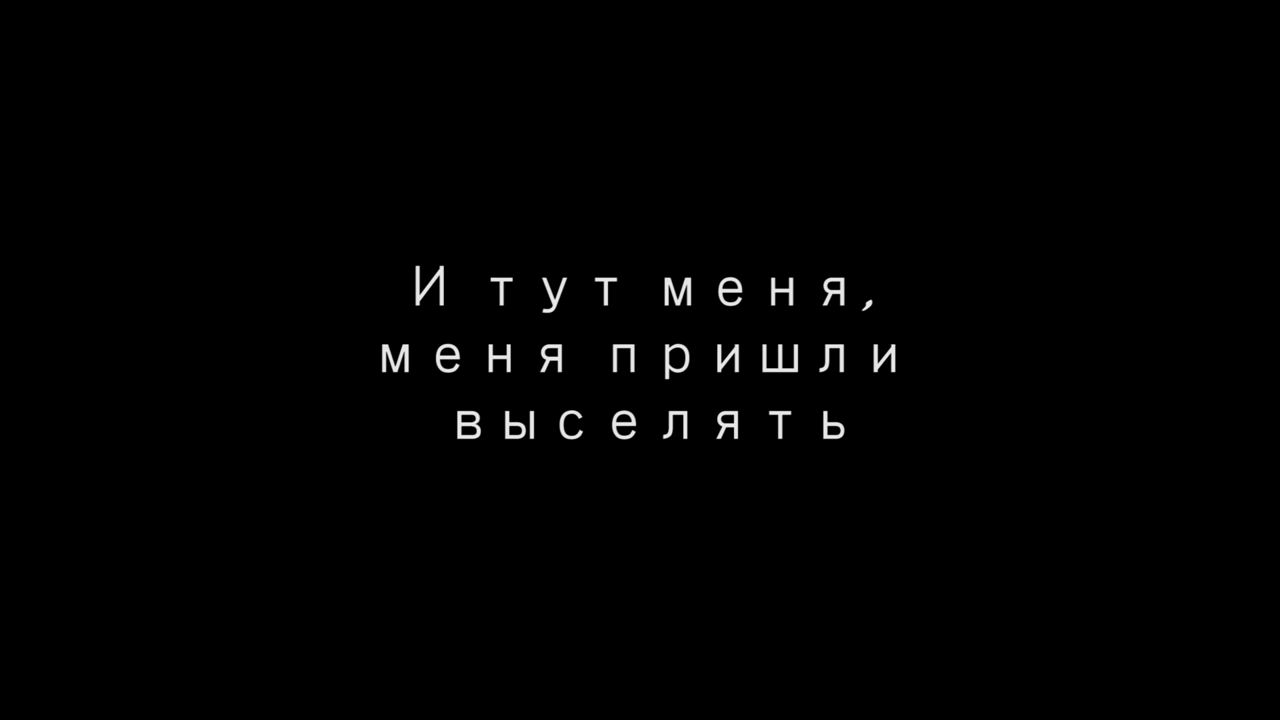 И тут меня,
меня пришли
выселять